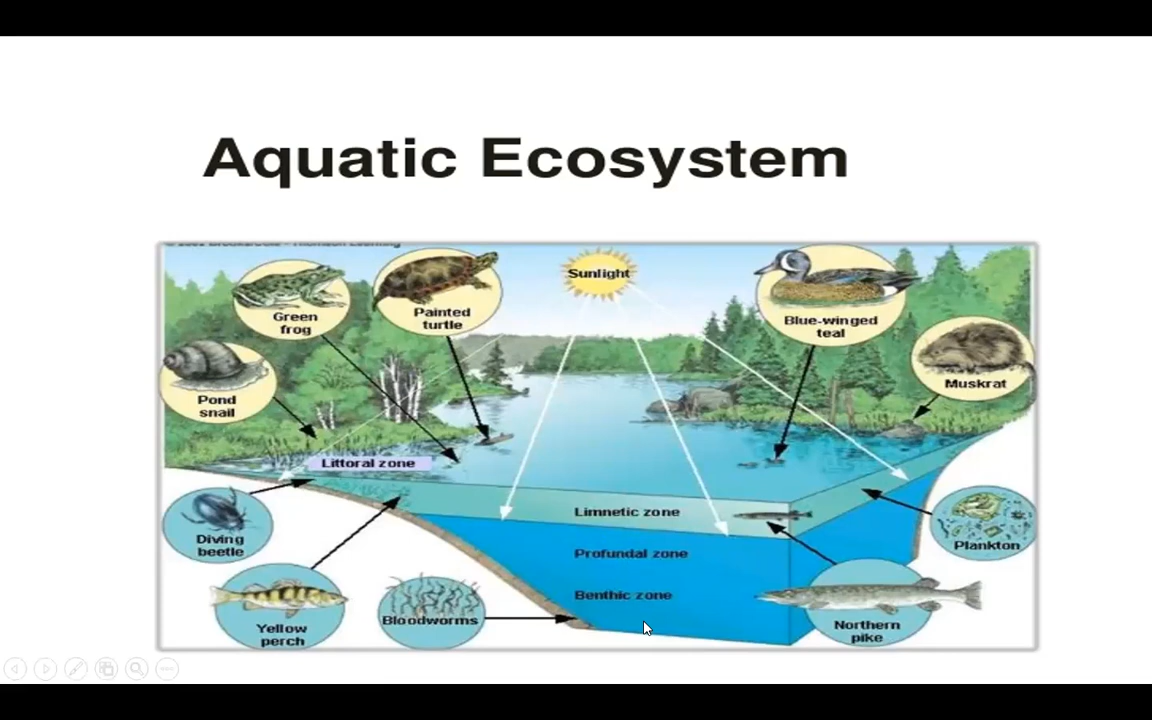 Aquatic Ecosystem
Sunlight
Green
frog
Painted
turtle
Blue-winged
teal
Muskrat
Pond
snail
Littoral zone
Limnetic zone
Profundal zone
Benthic zone
Diving
beetle
Plankton
Yellow
perch
Bloodworms
Northern
pike